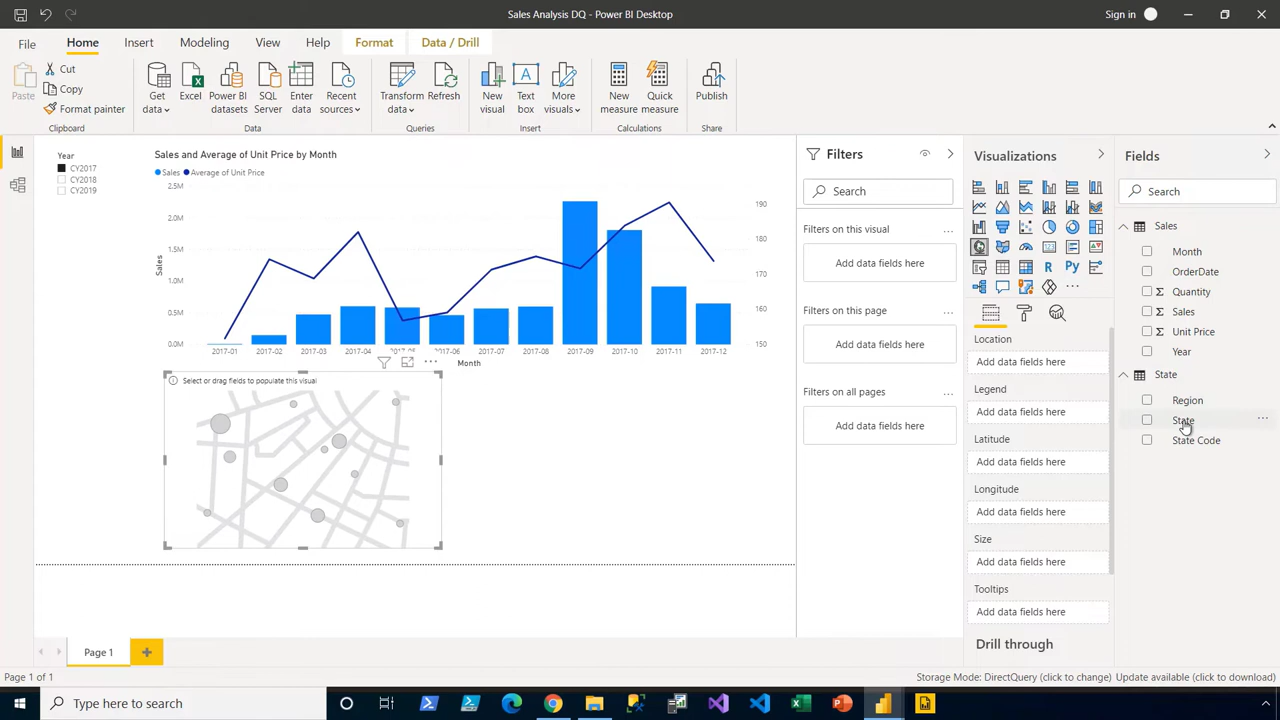 Sales Analysis DQ - Power BI Desktop
Sign in
File Home Insert Modeling View Help Format Data / Drill
Paste
Cut
Copy
Format painter
Clipboard
Get data
Excel
Power BI datasets
SQL Server
Enter data
Recent sources
Data
Transform data
Refresh
Queries
New visual
Text box
More visuals
Insert
New measure
Quick measure
Calculations
Publish
Share
Year
CY2017
CY2018
CY2019
Sales and Average of Unit Price by Month
Sales Average of Unit Price
2.5M
2.0M
1.5M
1.0M
0.5M
0.0M
Sales
190
180
170
160
150
2017-01 2017-02 2017-03 2017-04 2017-05 2017-06 2017-07 2017-08 2017-09 2017-10 2017-11 2017-12
Month
Select or drag fields to populate this visual
Filters
Search
Filters on this visual
Add data fields here
Filters on this page
Add data fields here
Filters on all pages
Add data fields here
Visualizations
R Py
Location
Add data fields here
Legend
Add data fields here
Latitude
Add data fields here
Longitude
Add data fields here
Size
Add data fields here
Tooltips
Add data fields here
Drill through
Fields
Search
Sales
Month
OrderDate
Quantity
Sales
Unit Price
Year
State
Region
State
State Code
Page 1
Page 1 of 1
Storage Mode: DirectQuery (click to change)
Update available (click to download)
Type here to search